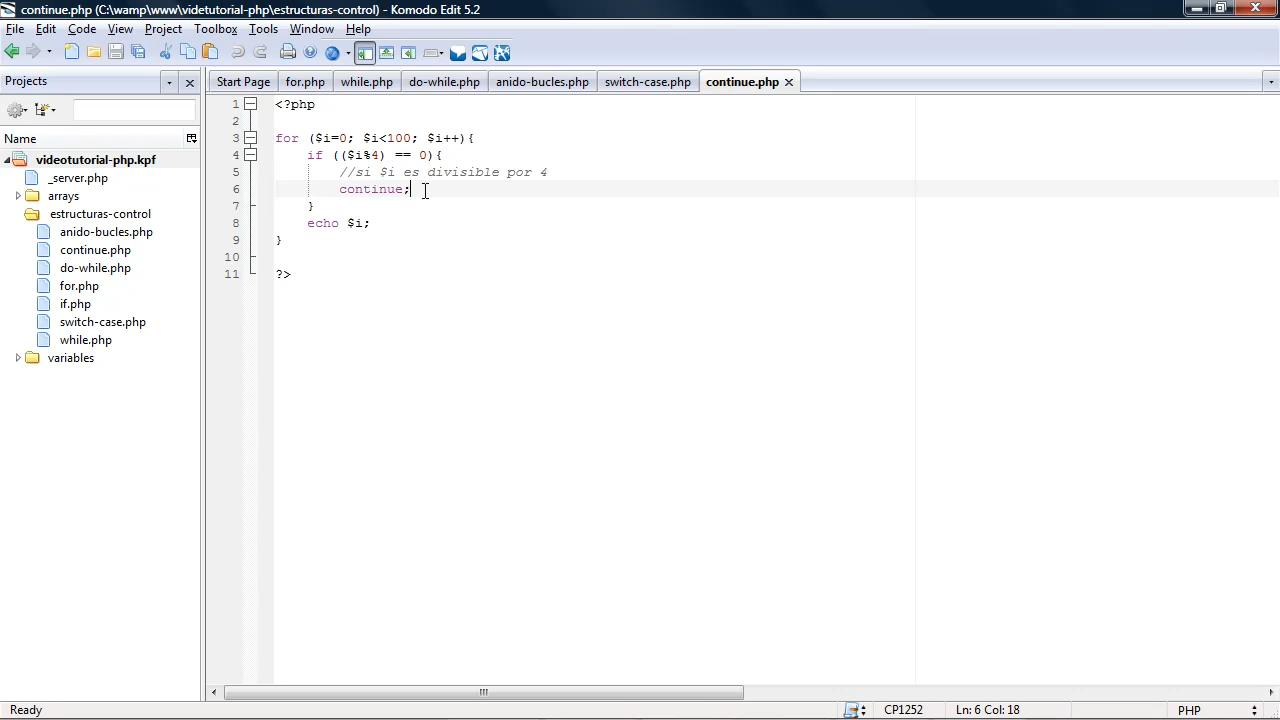 continue.php (C:\wamp\www\videtutorial-php\estructuras-control) - Komodo Edit 5.2
File Edit Code View Project Toolbox Tools Window Help
Projects
Start Page for.php while.php do-while.php anido-bucles.php switch-case.php continue.php
Name
videotutorial-php.kpf
_server.php
arrays
estructuras-control
anido-bucles.php
continue.php
do-while.php
for.php
if.php
switch-case.php
while.php
variables
1 <?php
2
3 for ($i=0; $i<100; $i++){
4 if (($i%4) == 0){
5 //si $i es divisible por 4
6 continue;
7 }
8 echo $i;
9 }
10
11 ?>
Ready CP1252 Ln: 6 Col: 18 PHP